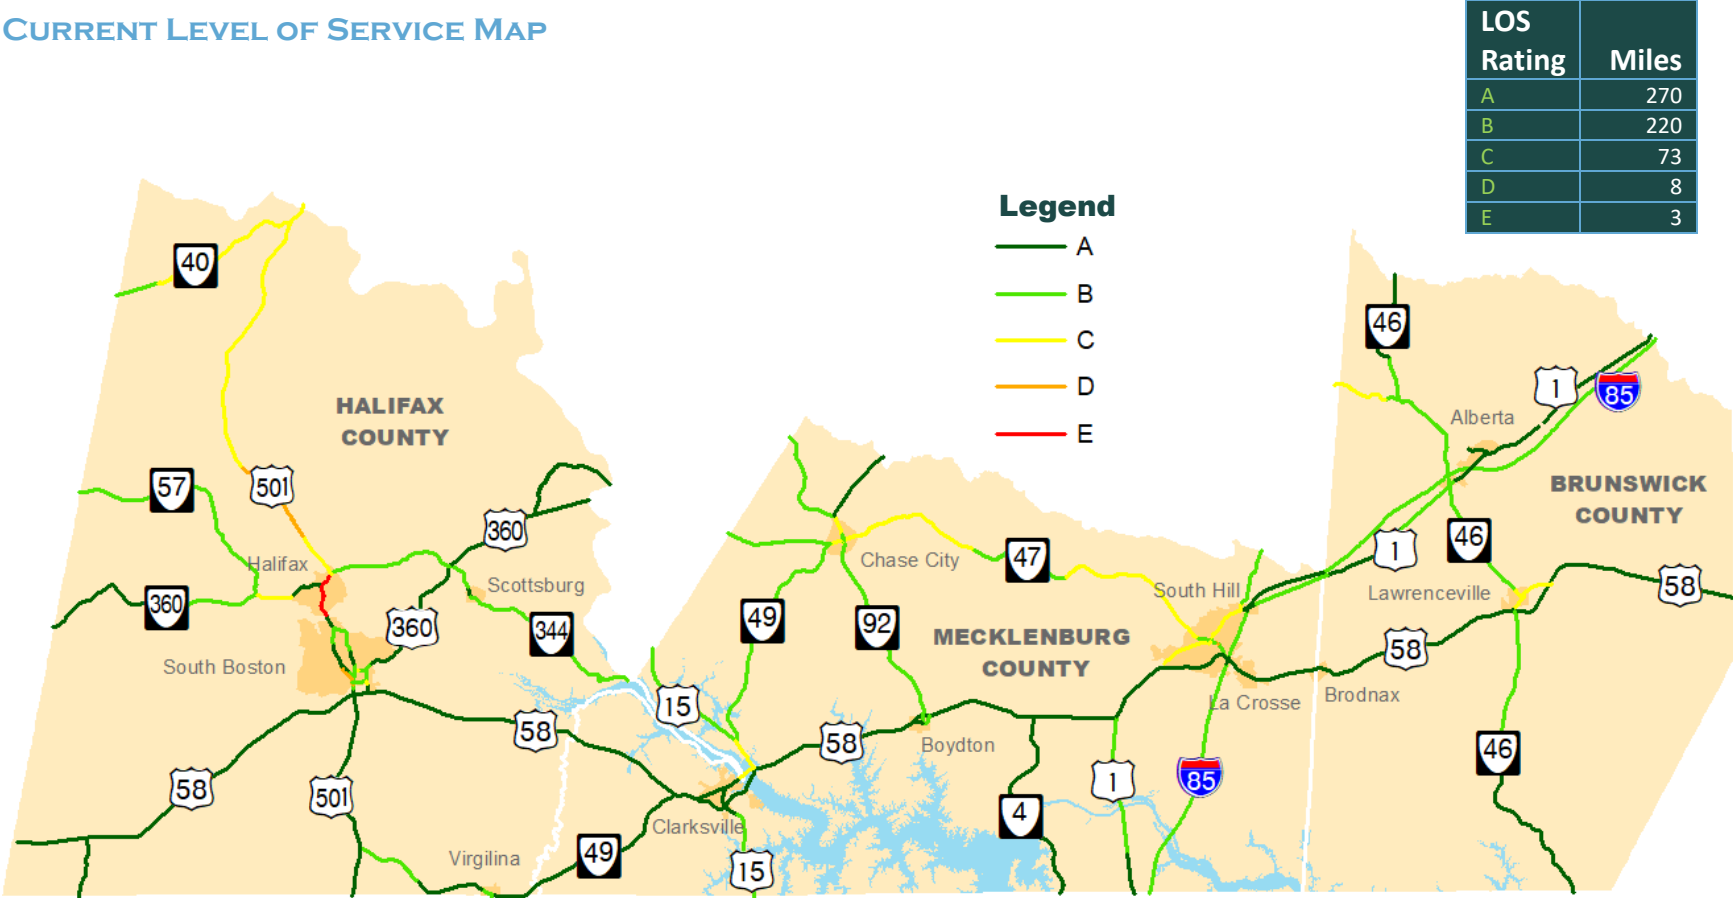 CURRENT LEVEL OF SERVICE MAP
LOS
Rating Miles
A 270
B 220
C 73
D 8
E 3
Legend
A
B
C
D
E
40
HALIFAX
COUNTY
57
501
360
Halifax
360
Scottsburg
360
344
South Boston
58
58
501
Virgilina
49
Chase City
47
49
92
MECKLENBURG
COUNTY
South Hill
15
58
Boydton
La Crosse
Clarksville
15
4
1
85
46
1
85
Alberta
BRUNSWICK
COUNTY
1
46
Lawrenceville
58
58
Brodnax
46